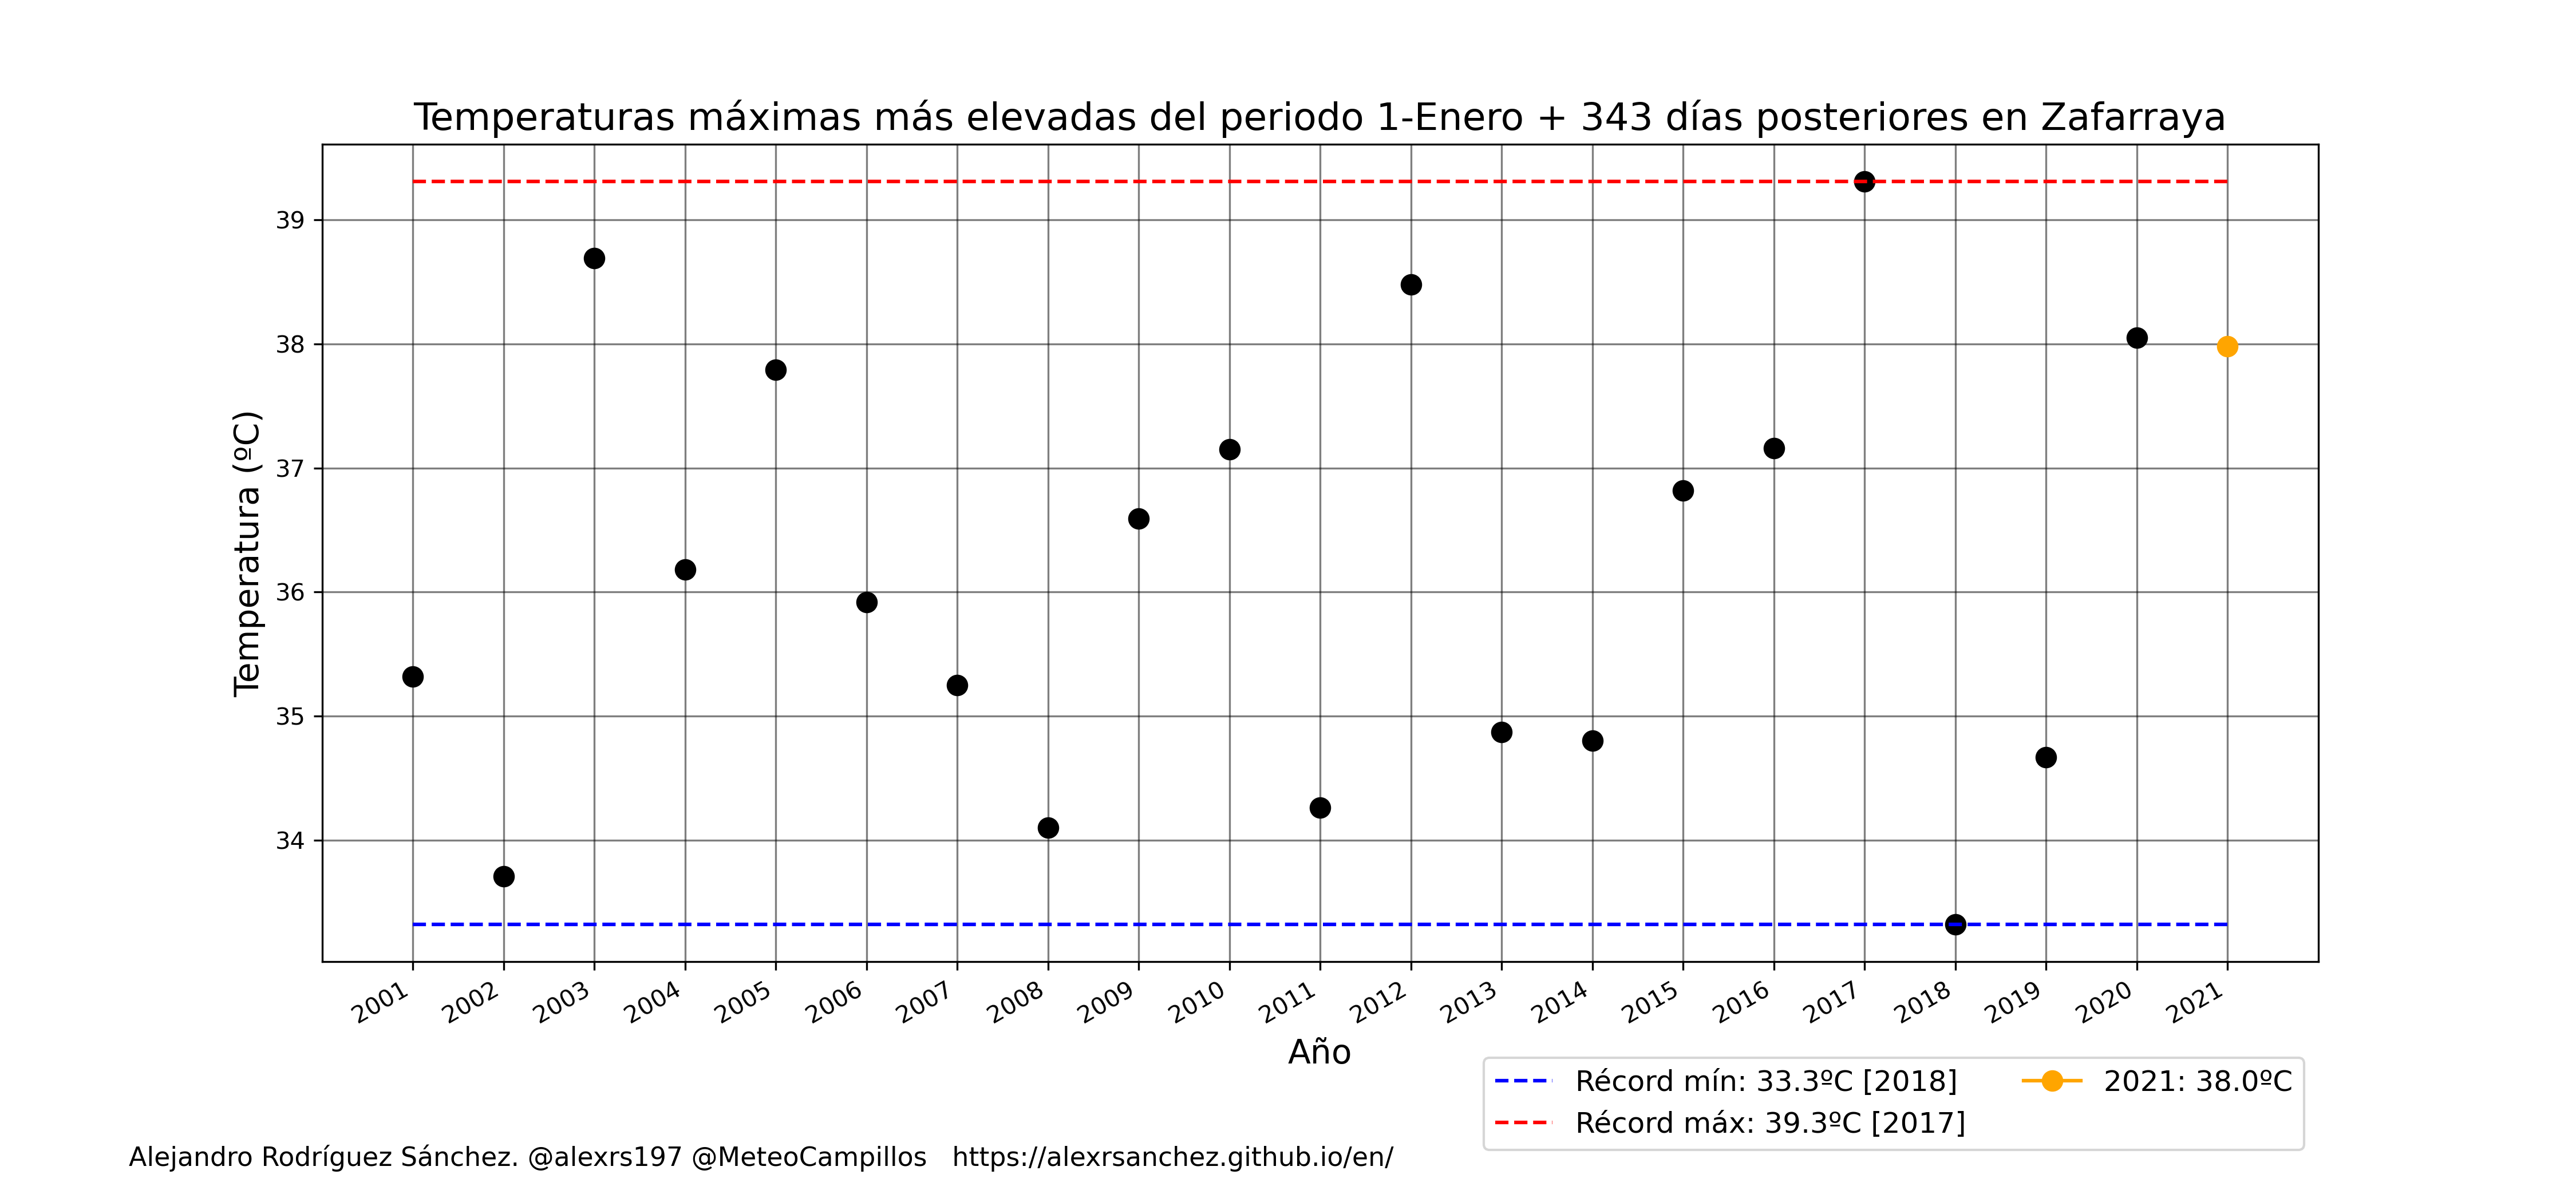 Temperaturas máximas más elevadas del periodo 1-Enero + 343 días posteriores en Zafarraya
Temperatura (ºC)
39
38
37
36
35
34
2001 2002 2003 2004 2005 2006 2007 2008 2009 2010 2011 2012 2013 2014 2015 2016 2017 2018 2019 2020 2021
Año
Récord mín: 33.3ºC [2018]
Récord máx: 39.3ºC [2017]
2021: 38.0ºC
Alejandro Rodríguez Sánchez. @alexrs197 @MeteoCampillos https://alexrsanchez.github.io/en/